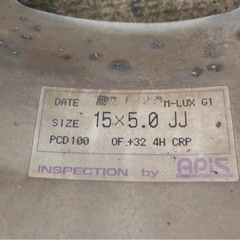 DATE M-LUX G1
SIZE 15×5.0 JJ
PCD100 OF.+32 4H CRP
INSPECTION by APIS